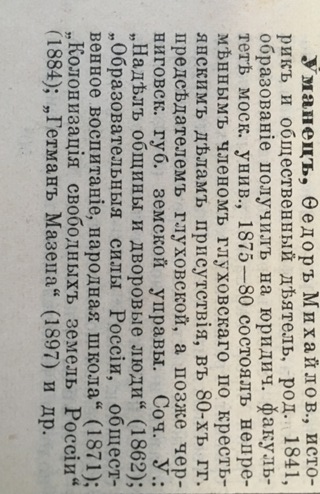 Уманецъ, Ѳедоръ Михайлов., исто-
рикъ и общественный дѣятель, род. 1841,
образованіе получилъ на юридич. факуль-
тетѣ моск. унив., 1875—80 состоялъ непре-
мѣннымъ членомъ глуховскаго по кресть-
янскимъ дѣламъ присутствія, въ 80-хъ гг.
предсѣдателемъ глуховской, а позже чер-
ниговск. губ. земской управы. Соч. У.:
„Надѣлъ общины и дворовые люди“ (1862),
„Образовательныя силы Россіи, общест-
венное воспитаніе, народная школа“ (1871);
„Колонизація свободныхъ земель Россіи“
(1884); „Гетманъ Мазепа“ (1897) и др.